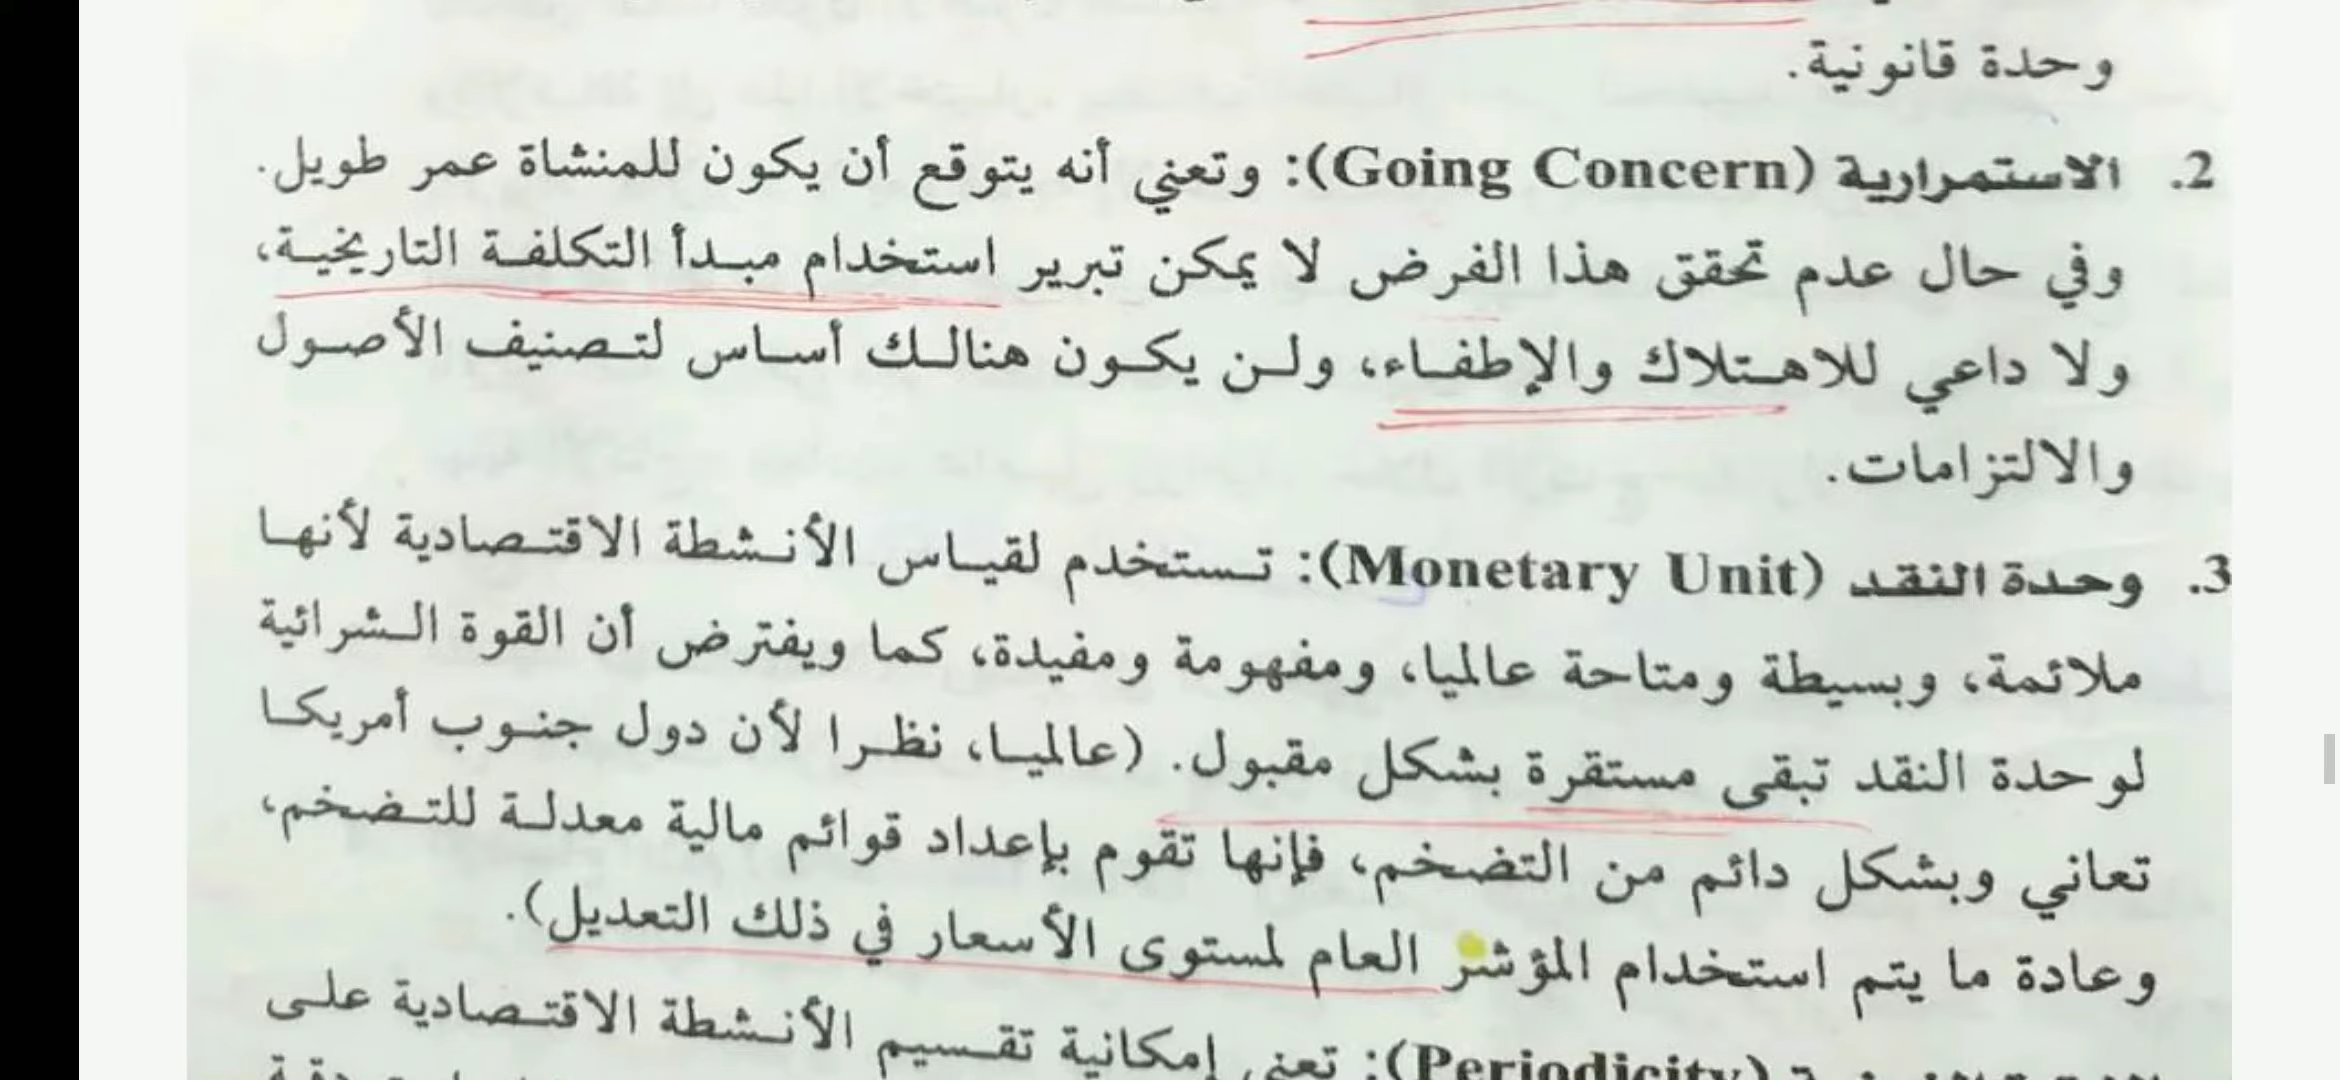 وحدة قانونية.
2. الاستمرارية (Going Concern): وتعني أنه يتوقع أن يكون للمنشاة عمر طويل.
وفي حال عدم تحقق هذا الفرض لا يمكن تبرير استخدام مبدأ التكلفة التاريخية،
ولا داعي للاهتلاك والإطفاء، ولن يكون هنالك أساس لتصنيف الأصول
والالتزامات.
3. وحدة النقد (Monetary Unit): تستخدم لقياس الأنشطة الاقتصادية لأنها
ملائمة، وبسيطة ومتاحة عالميا، ومفهومة ومفيدة، كما ويفترض أن القوة الشرائية
لوحدة النقد تبقى مستقرة بشكل مقبول. (عالميا، نظرا لأن دول جنوب أمريكا
تعاني وبشكل دائم من التضخم، فإنها تقوم بإعداد قوائم مالية معدلة للتضخم،
وعادة ما يتم استخدام المؤشر العام لمستوى الأسعار في ذلك التعديل).
(Periodicity): تعني إمكانية تقسيم الأنشطة الاقتصادية على